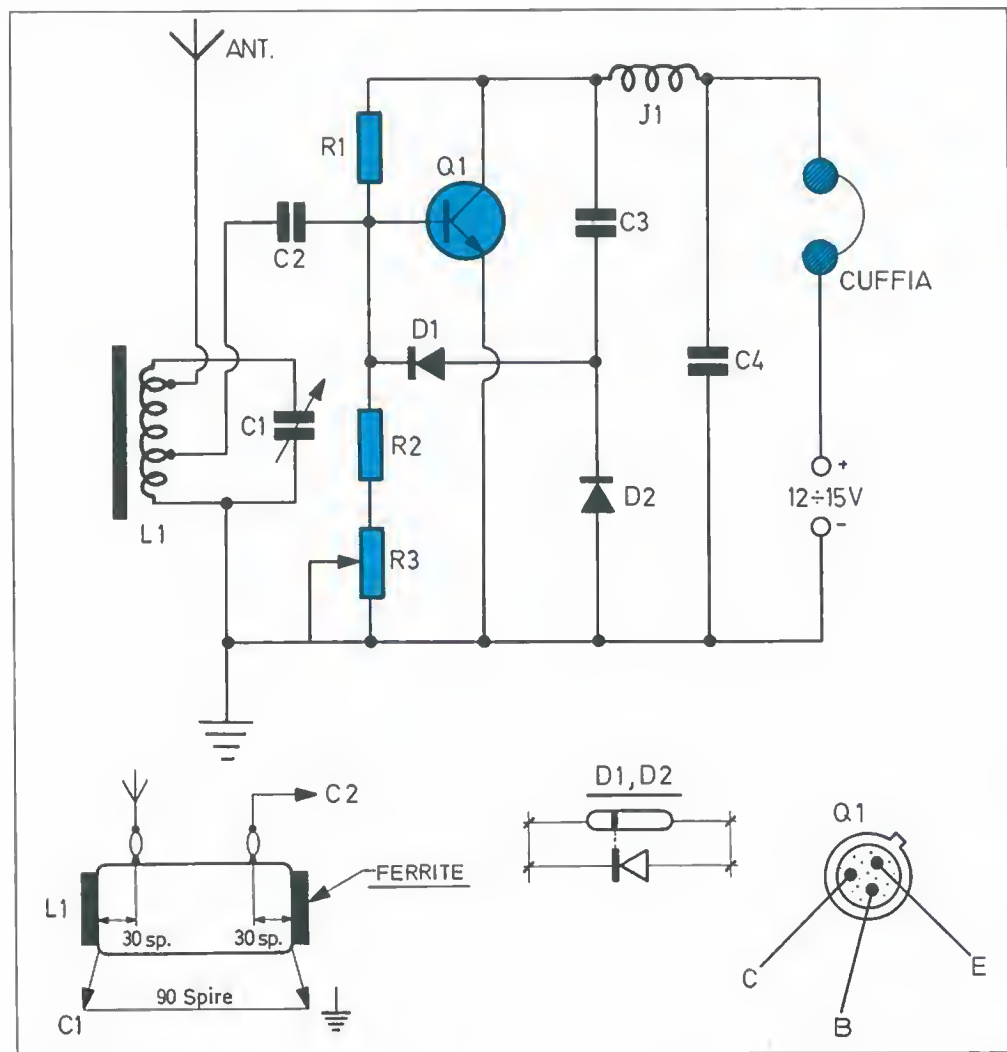 ANT.
R1
J1
Q1
C2
C3
CUFFIA
D1
C4
C1
R2
+
12÷15V
-
D2
L1
R3
C2
D1, D2
Q1
FERRITE
L1
30 sp.
30 sp.
C
E
90 Spire
C1
B